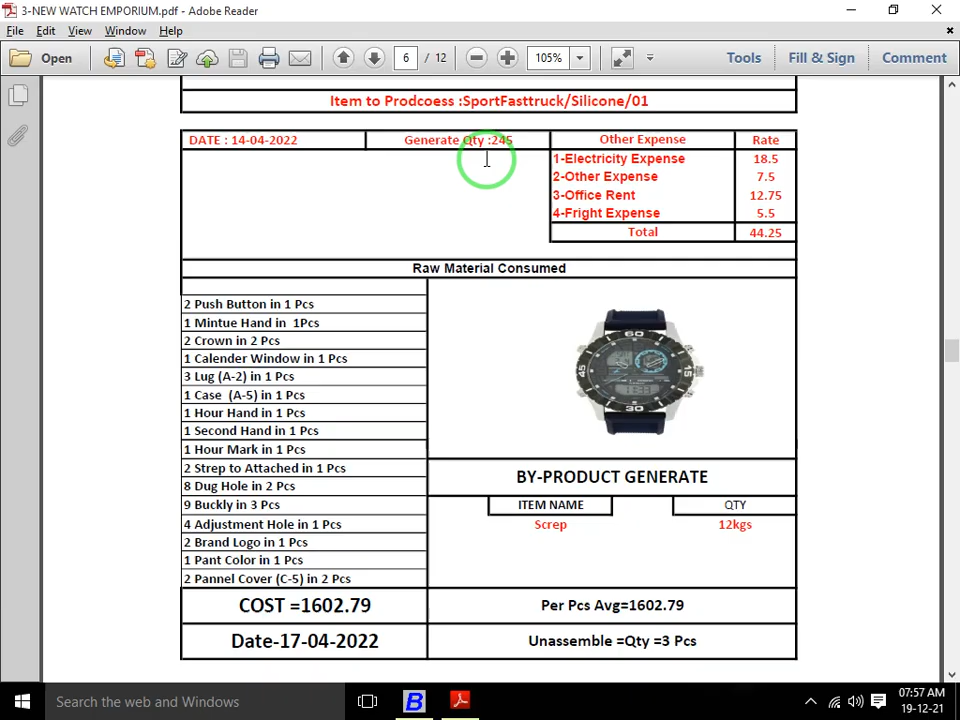 3-NEW WATCH EMPORIUM.pdf - Adobe Reader
File Edit View Window Help
Open 6 / 12 105% Tools Fill & Sign Comment
Item to Prodcoess :SportFasttruck/Silicone/01
DATE : 14-04-2022 Generate Qty :245 Other Expense Rate
1-Electricity Expense 18.5
2-Other Expense 7.5
3-Office Rent 12.75
4-Fright Expense 5.5
Total 44.25
Raw Material Consumed
2 Push Button in 1 Pcs
1 Mintue Hand in 1Pcs
2 Crown in 2 Pcs
1 Calender Window in 1 Pcs
3 Lug (A-2) in 1 Pcs
1 Case (A-5) in 1 Pcs
1 Hour Hand in 1 Pcs
1 Second Hand in 1 Pcs
1 Hour Mark in 1 Pcs
2 Strep to Attached in 1 Pcs
8 Dug Hole in 2 Pcs
9 Buckly in 3 Pcs
4 Adjustment Hole in 1 Pcs
2 Brand Logo in 1 Pcs
1 Pant Color in 1 Pcs
2 Pannel Cover (C-5) in 2 Pcs
60
45
15
30
BY-PRODUCT GENERATE
ITEM NAME QTY
Screp 12kgs
COST =1602.79 Per Pcs Avg=1602.79
Date-17-04-2022 Unassemble =Qty =3 Pcs
Search the web and Windows
B
07:57 AM
19-12-21